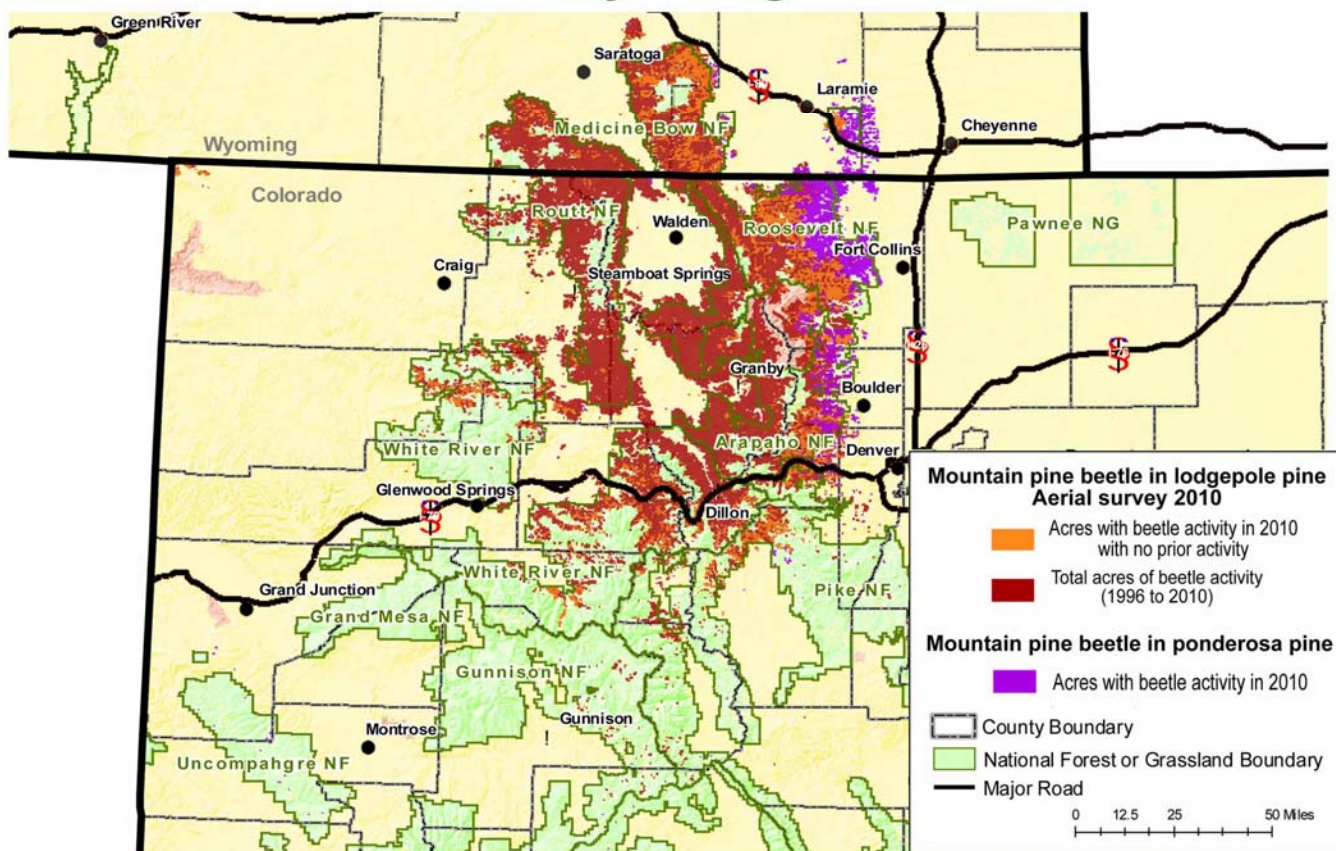 Green River
Saratoga
Laramie
Medicine Bow NF
Cheyenne
Wyoming
Colorado
Routt NF
Walden
Roosevelt NF
Pawnee NG
Craig
Steamboat Springs
Fort Collins
Granby
Boulder
White River NF
Arapaho NF
Denver
Glenwood Springs
Dillon
White River NF
Pike NF
Grand Junction
Grand Mesa NF
Gunnison NF
Gunnison
Montrose
Uncompahgre NF
Mountain pine beetle in lodgepole pine
Aerial survey 2010
Acres with beetle activity in 2010
with no prior activity
Total acres of beetle activity
(1996 to 2010)
Mountain pine beetle in ponderosa pine
Acres with beetle activity in 2010
County Boundary
National Forest or Grassland Boundary
Major Road
0 12.5 25 50 Miles